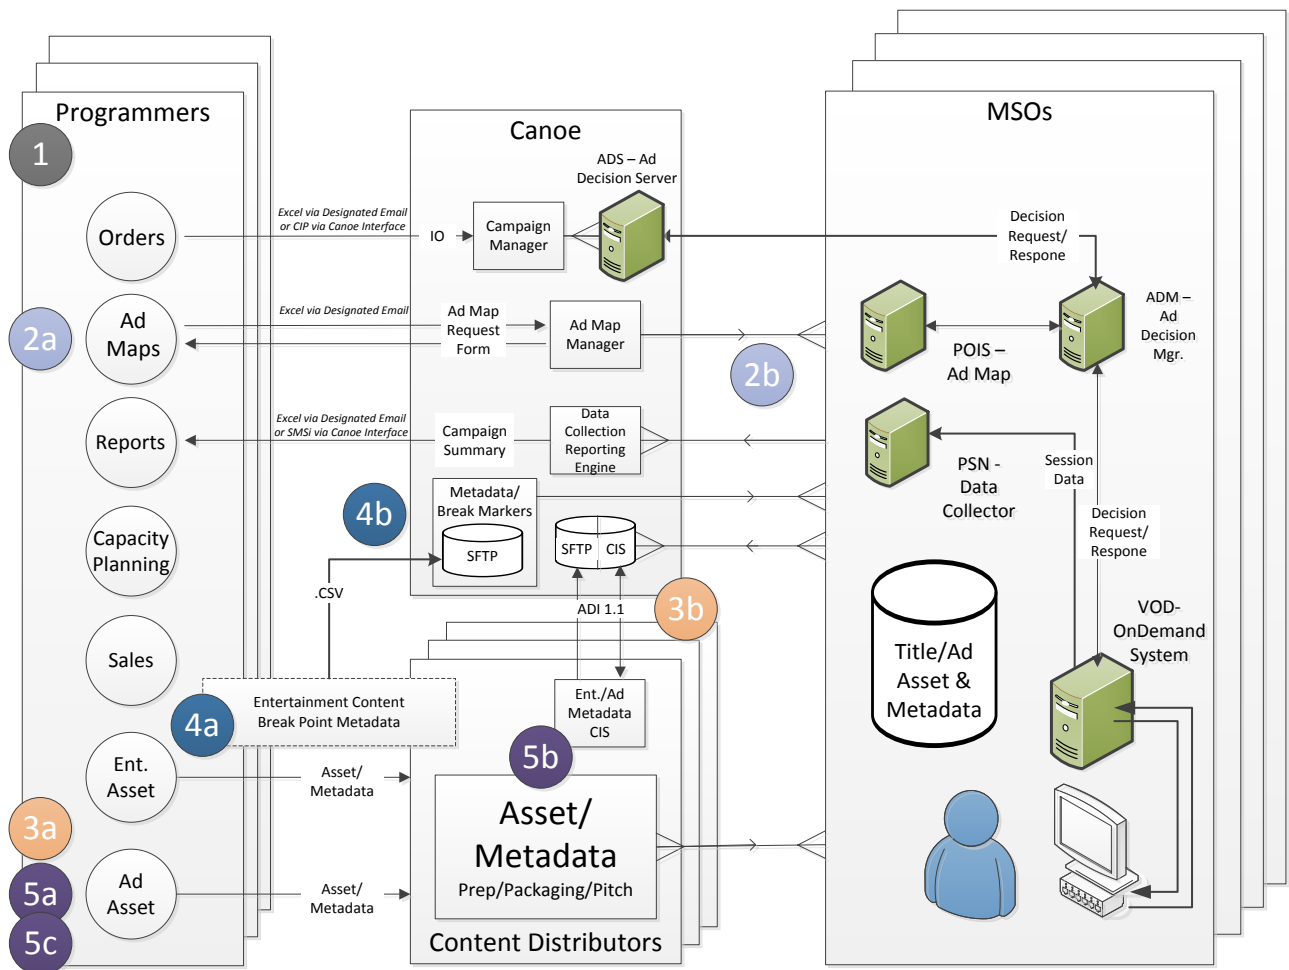 Programmers
1
Orders
2a
Ad
Maps
Reports
Capacity
Planning
Sales
4a
Entertainment Content
Break Point Metadata
Ent.
Asset
3a
5a
Ad
Asset
5c
Excel via Designated Email
or CIP via Canoe Interface
IO
Excel via Designated Email
Ad Map
Request
Form
Excel via Designated Email
or SMSi via Canoe Interface
Campaign
Summary
Canoe
ADS – Ad
Decision Server
Campaign
Manager
Ad Map
Manager
Data
Collection
Reporting
Engine
4b
Metadata/
Break Markers
SFTP
SFTP
CIS
.CSV
ADI 1.1
3b
2b
Ent./Ad
Metadata
CIS
5b
Asset/
Metadata
Asset/
Metadata
Asset/
Metadata
Prep/Packaging/Pitch
Content Distributors
MSOs
Decision
Request/
Respone
ADM –
Ad
Decision
Mgr.
POIS –
Ad Map
PSN -
Data
Collector
Session
Data
Decision
Request/
Respone
Title/Ad
Asset &
Metadata
VOD-
OnDemand
System